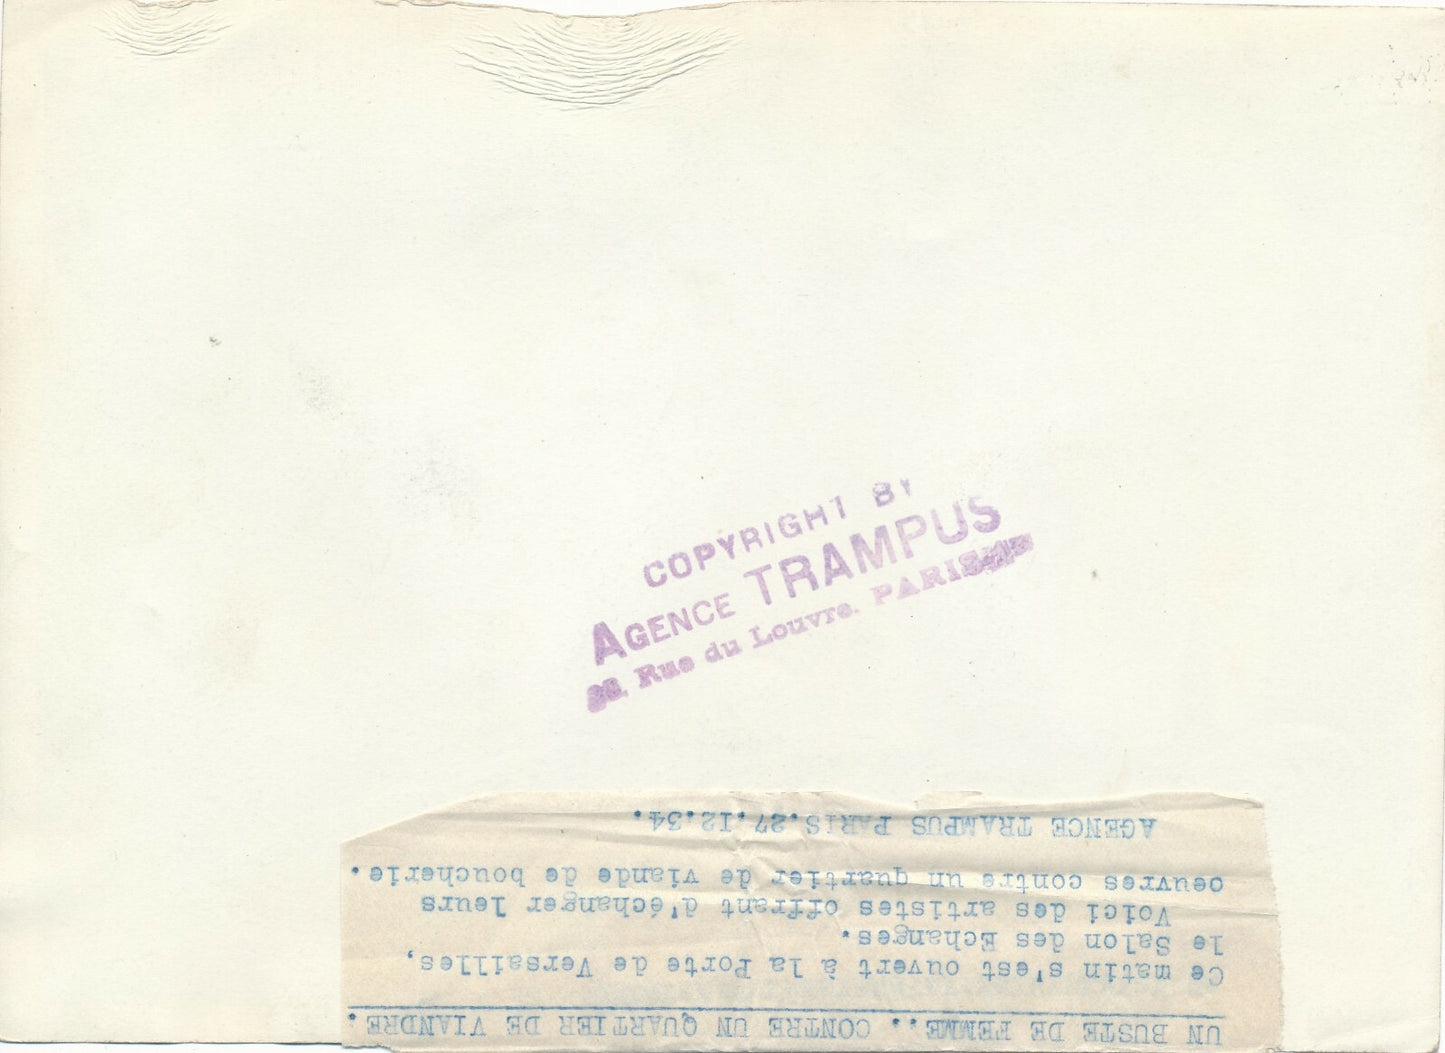 COPYRIGHT BY
AGENCE TRAMPUS
Rue du Louvre. PARIS
UN BUSTE DE FEMME.. CONTRE UN QUARTIER DE VIANDE.
Ce matin s'est ouvert à la Porte de Versailles,
le Salon des Echanges.
Voici des artistes offrant d'échanger leurs
oeuvres contre un quartier de viande de boucherie.
AGENCE TRAMPUS PARIS.27.12.34.